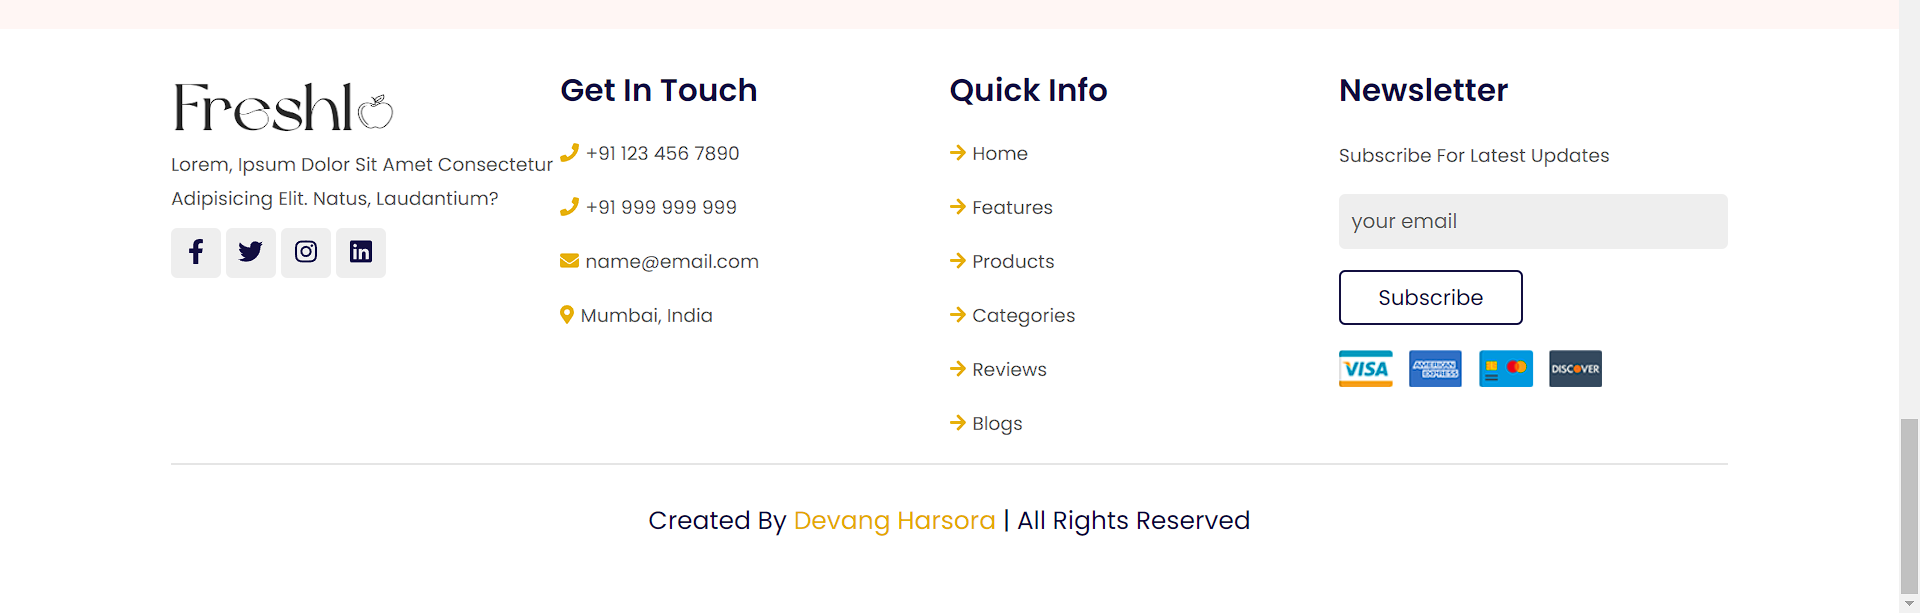 Freshlo
Lorem, Ipsum Dolor Sit Amet Consectetur
Adipisicing Elit. Natus, Laudantium?
Get In Touch
+91 123 456 7890
+91 999 999 999
name@email.com
Mumbai, India
Quick Info
Home
Features
Products
Categories
Reviews
Blogs
Newsletter
Subscribe For Latest Updates
your email
Subscribe
VISA
AMERICAN
EXPRESS
DISCOVER
Created By Devang Harsora | All Rights Reserved